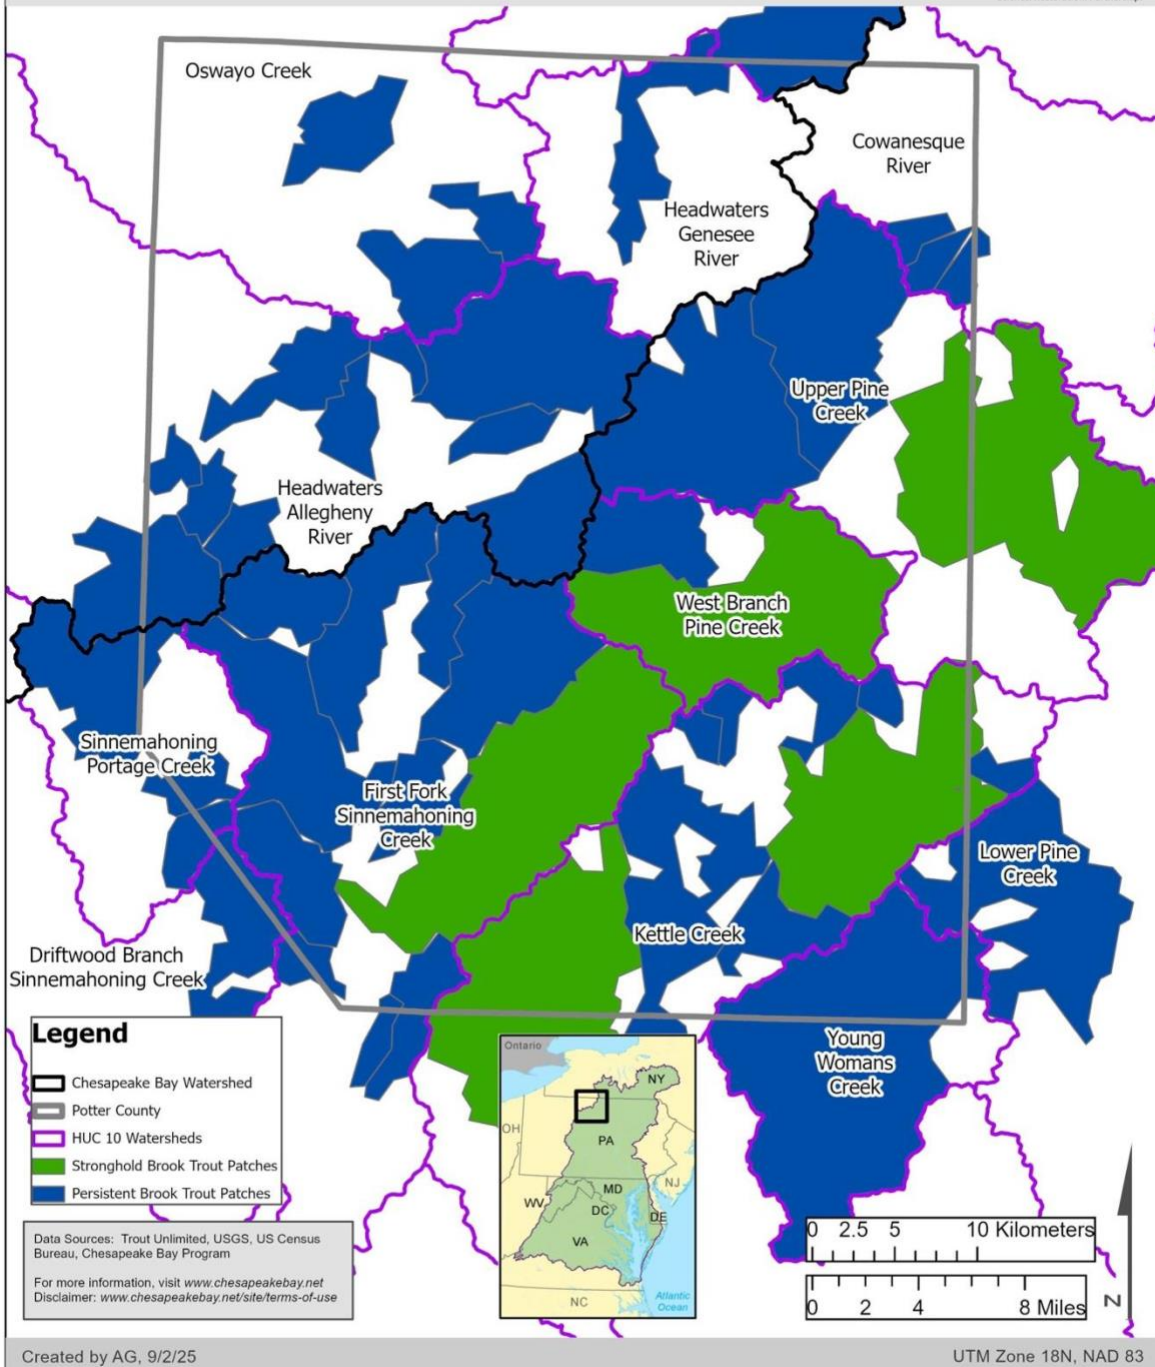 Oswayo Creek
Cowanesque
River
Headwaters
Genesee
River
Upper Pine
Creek
Headwaters
Allegheny
River
West Branch
Pine Creek
Sinnemahoning
Portage Creek
First Fork
Sinnemahoning
Creek
Lower Pine
Creek
Kettle Creek
Driftwood Branch
Sinnemahoning Creek
Young
Womans
Creek
Legend
Chesapeake Bay Watershed
Potter County
HUC 10 Watersheds
Stronghold Brook Trout Patches
Persistent Brook Trout Patches
Data Sources: Trout Unlimited, USGS, US Census
Bureau, Chesapeake Bay Program
For more information, visit www.chesapeakebay.net
Disclaimer: www.chesapeakebay.net/site/terms-of-use
Ontario
NY
OH
PA
NJ
MD
WV
DC
DE
VA
NC
Atlantic
Ocean
0 2.5 5 10 Kilometers
0 2 4 8 Miles
N
Created by AG, 9/2/25
UTM Zone 18N, NAD 83